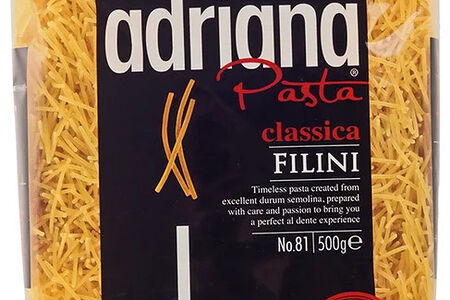 adriana
Pasta®
classica
FILINI
Timeless pasta created from
excellent durum semolina, prepared
with care and passion to bring you
a perfect al dente experience
No.81 | 500g℮